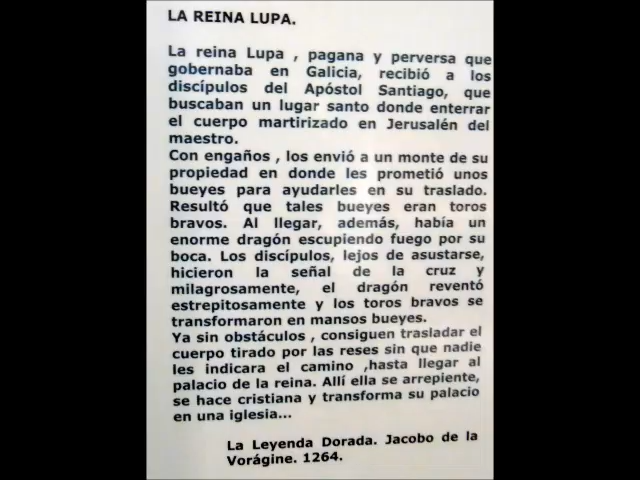 LA REINA LUPA.
La reina Lupa , pagana y perversa que
gobernaba en Galicia, recibió a los
discípulos del Apóstol Santiago, que
buscaban un lugar santo donde enterrar
el cuerpo martirizado en Jerusalén del
maestro.
Con engaños , los envió a un monte de su
propiedad en donde les prometió unos
bueyes para ayudarles en su traslado.
Resultó que tales bueyes eran toros
bravos. Al llegar, además, había un
enorme dragón escupiendo fuego por su
boca. Los discípulos, lejos de asustarse,
hicieron la señal de la cruz y
milagrosamente, el dragón reventó
estrepitosamente y los toros bravos se
transformaron en mansos bueyes.
Ya sin obstáculos , consiguen trasladar el
cuerpo tirado por las reses sin que nadie
les indicara el camino ,hasta llegar al
palacio de la reina. Allí ella se arrepiente,
se hace cristiana y transforma su palacio
en una iglesia...
La Leyenda Dorada. Jacobo de la
Vorágine. 1264.